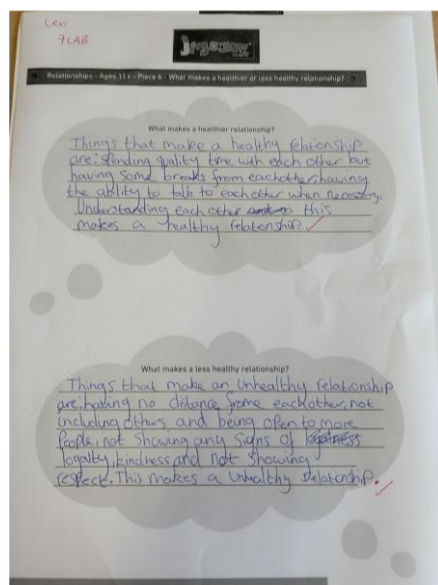 Lexi
7LAB
jigsaw
Relationships - Ages 11+ - Piece 6 - What makes a healthier or less healthy relationship?
What makes a healthier relationship?
Things that make a healthy relationship
are: spending quality time with each other but
having some breaks from eachother, having
the ability to talk to each other when necessary.
Understanding each other this
makes a healthy relationship.
What makes a less healthy relationship?
Things that make an unhealthy relationship
are: having no distance frome eachother, not
including others, and being open to more
People, not showing any signs of
loyalty, kindness and not showing
respect. This makes a unhealthy relationship.